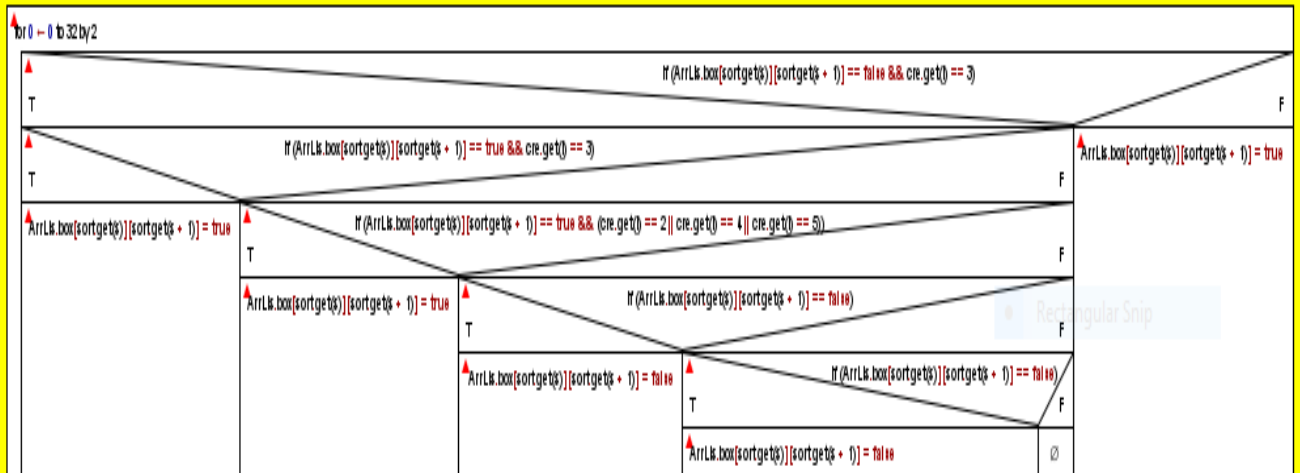 for 0 ← 0 to 32 by 2
If (ArrLis.box[sortget(s)][sortget(s + 1)] == false && cre.get(l) == 3)
T
F
If (ArrLis.box[sortget(s)][sortget(s + 1)] == true && cre.get(l) == 3)
T
F
ArrLis.box[sortget(s)][sortget(s + 1)] = true
ArrLis.box[sortget(s)][sortget(s + 1)] = true
If (ArrLis.box[sortget(s)][sortget(s + 1)] == true && (cre.get(l) == 2 || cre.get(l) == 4 || cre.get(l) == 5))
T
F
ArrLis.box[sortget(s)][sortget(s + 1)] = true
If (ArrLis.box[sortget(s)][sortget(s + 1)] == false)
T
F
Rectangular Snip
ArrLis.box[sortget(s)][sortget(s + 1)] = false
If (ArrLis.box[sortget(s)][sortget(s + 1)] == false)
T
F
ArrLis.box[sortget(s)][sortget(s + 1)] = false
Ø